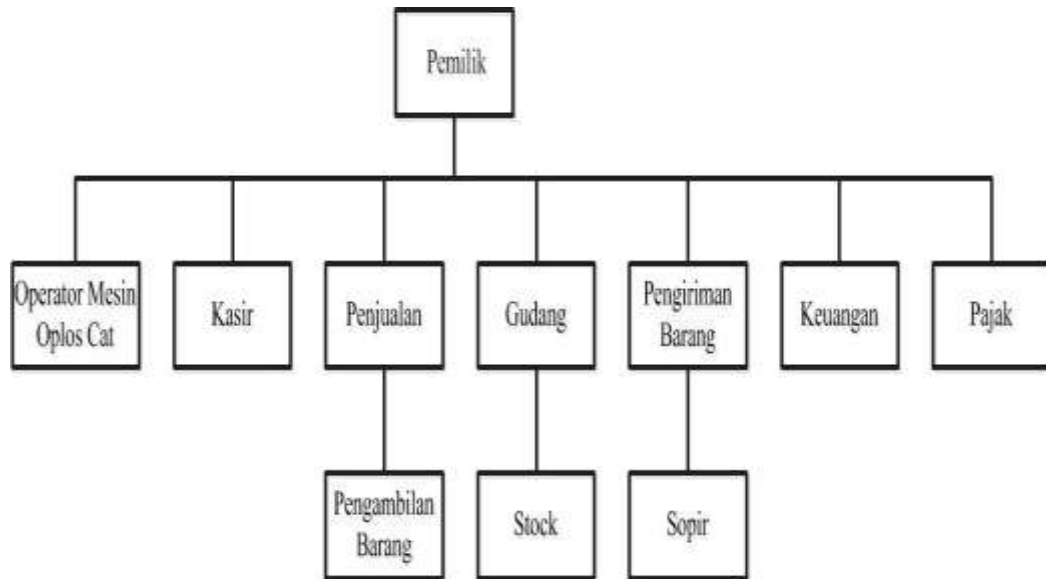 Pemilik
Operator Mesin
Oplos Cat
Kasir
Penjualan
Gudang
Pengiriman
Barang
Keuangan
Pajak
Pengambilan
Barang
Stock
Sopir